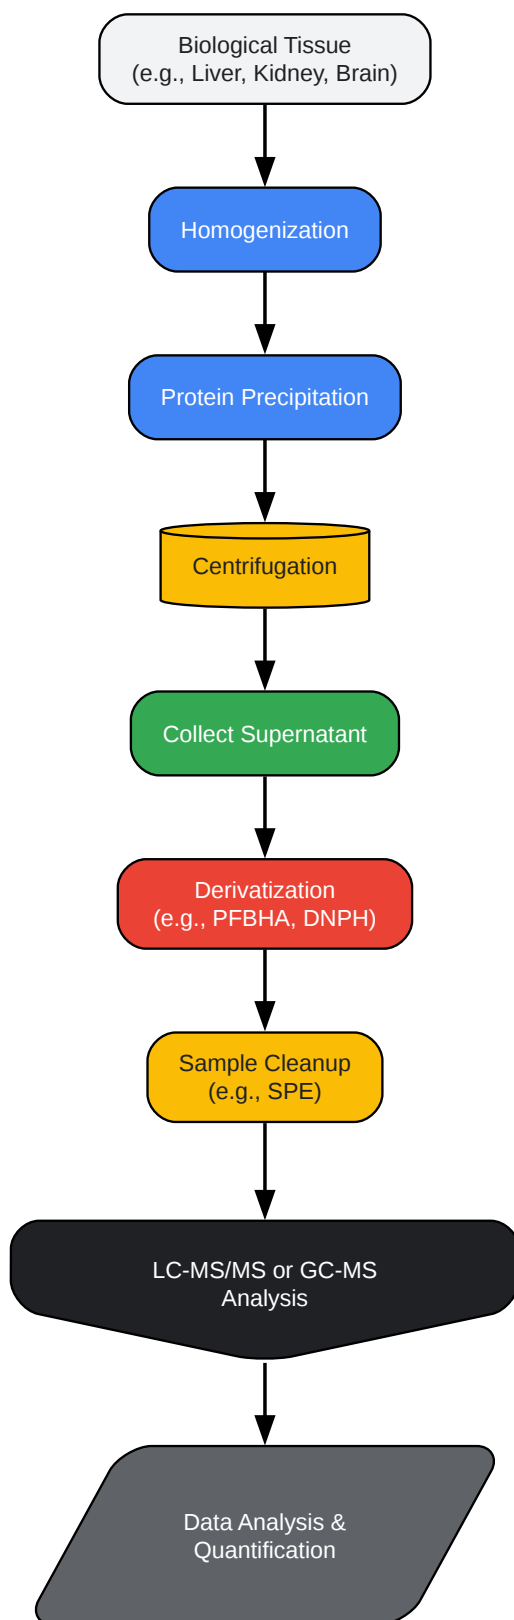 Biological Tissue
(e.g., Liver, Kidney, Brain)
Homogenization
Protein Precipitation
Centrifugation
Collect Supernatant
Derivatization
(e.g., PFBHA, DNPH)
Sample Cleanup
(e.g., SPE)
LC-MS/MS or GC-MS
Analysis
Data Analysis &
Quantification